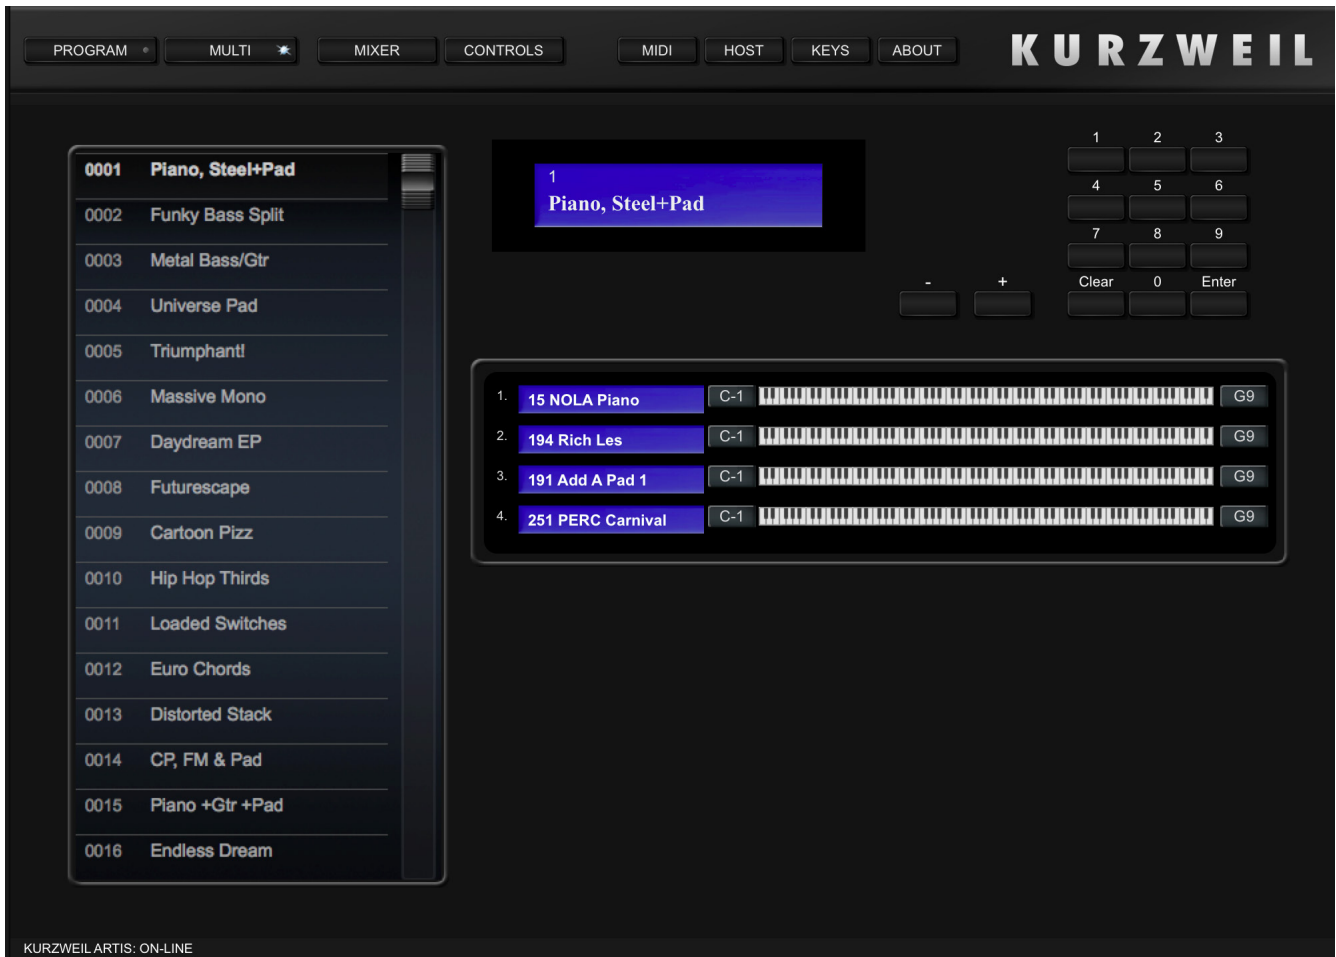 PROGRAM MULTI MIXER CONTROLS MIDI HOST KEYS ABOUT KURZWEIL
0001 Piano, Steel+Pad
0002 Funky Bass Split
0003 Metal Bass/Gtr
0004 Universe Pad
0005 Triumphant!
0006 Massive Mono
0007 Daydream EP
0008 Futurescape
0009 Cartoon Pizz
0010 Hip Hop Thirds
0011 Loaded Switches
0012 Euro Chords
0013 Distorted Stack
0014 CP, FM & Pad
0015 Piano +Gtr +Pad
0016 Endless Dream
1
Piano, Steel+Pad
1 2 3
4 5 6
7 8 9
- + Clear 0 Enter
1. 15 NOLA Piano C-1 G9
2. 194 Rich Les C-1 G9
3. 191 Add A Pad 1 C-1 G9
4. 251 PERC Carnival C-1 G9
KURZWEIL ARTIS: ON-LINE